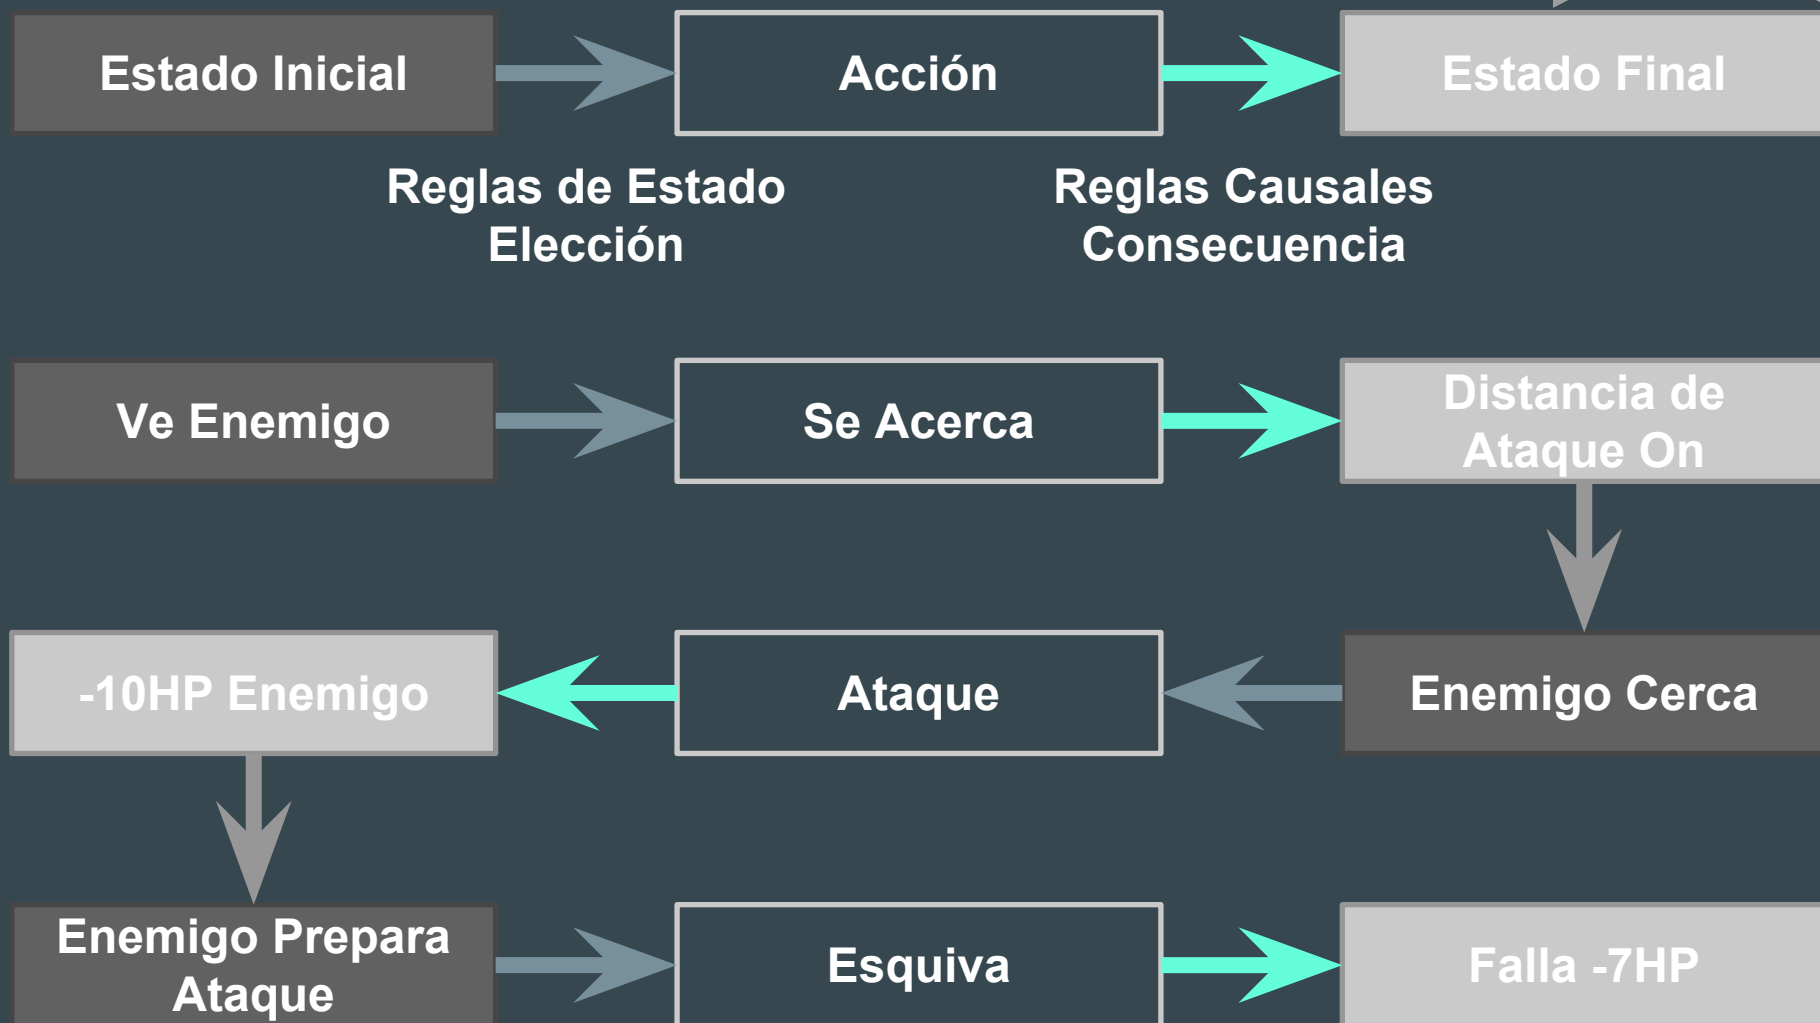 Estado Inicial
Acción
Estado Final
Reglas de Estado
Elección
Reglas Causales
Consecuencia
Ve Enemigo
Se Acerca
Distancia de
Ataque On
-10HP Enemigo
Ataque
Enemigo Cerca
Enemigo Prepara
Ataque
Esquiva
Falla -7HP